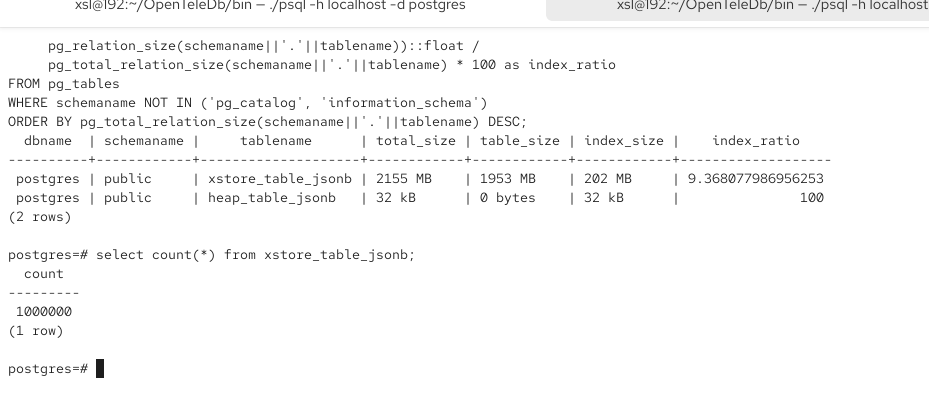 xsl@192:~/OpenTeleDb/bin — ./psql -h localhost -d postgres
xsl@192:~/OpenTeleDb/bin — ./psql -h localhost
     pg_relation_size(schemaname||'.'||tablename))::float /
     pg_total_relation_size(schemaname||'.'||tablename) * 100 as index_ratio
FROM pg_tables
WHERE schemaname NOT IN ('pg_catalog', 'information_schema')
ORDER BY pg_total_relation_size(schemaname||'.'||tablename) DESC;
  dbname  | schemaname |     tablename      | total_size | table_size | index_size |    index_ratio
----------+------------+--------------------+------------+------------+------------+-------------------
 postgres | public     | xstore_table_jsonb | 2155 MB    | 1953 MB    | 202 MB     | 9.368077986956253
 postgres | public     | heap_table_jsonb   | 32 kB      | 0 bytes    | 32 kB      |               100
(2 rows)
postgres=# select count(*) from xstore_table_jsonb;
  count
---------
 1000000
(1 row)
postgres=#